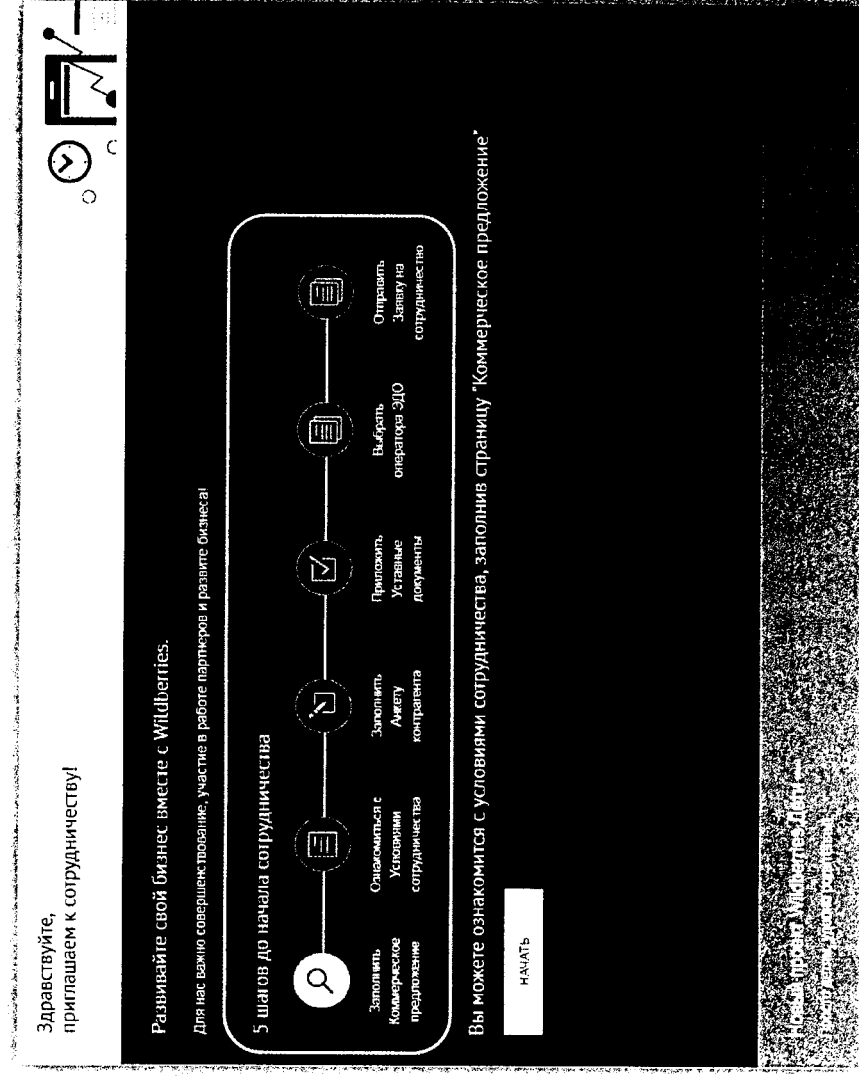 Здравствуйте,
приглашаем к сотрудничеству!
Развивайте свой бизнес вместе с Wildberries.
Для нас важно совершенствование, участие в работе партнеров и развите бизнеса!
5 шагов до начала сотрудничества
Заполнить
Коммерческое
предложение
Ознакомиться с
Условиями
сотрудничества
Заполнить
Анкету
контрагента
Приложить
Уставные
документы
Выбрать
оператора ЭДО
Отправить
Заявку на
сотрудничество
Вы можете ознакомится с условиями сотрудничества, заполнив страницу "Коммерческое предложение"
НАЧАТЬ